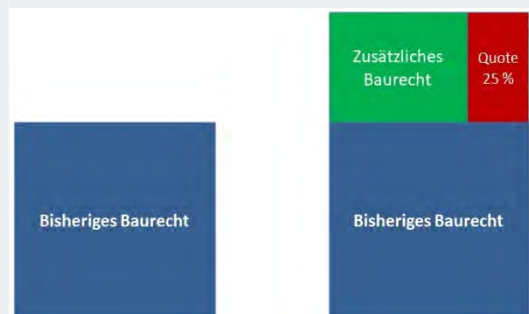 Zusätzliches
Baurecht
Quote
25 %
Bisheriges Baurecht
Bisheriges Baurecht